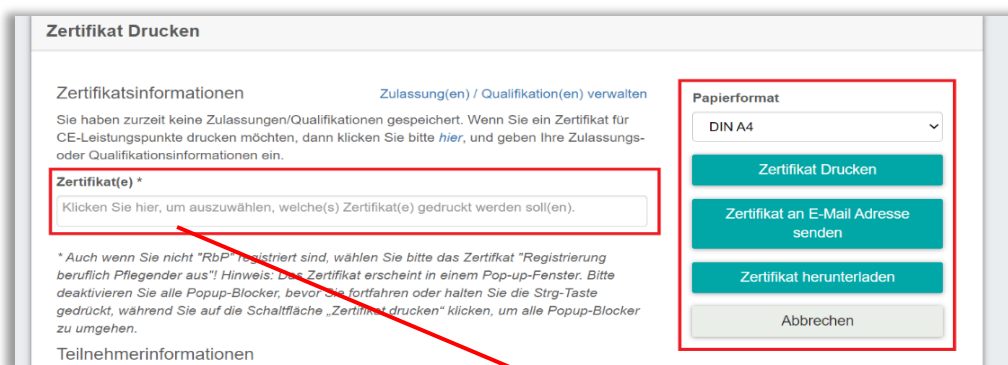 Zertifikat Drucken
Zertifikatsinformationen
Zulassung(en) / Qualifikation(en) verwalten
Sie haben zurzeit keine Zulassungen/Qualifikationen gespeichert. Wenn Sie ein Zertifikat für
CE-Leistungspunkte drucken möchten, dann klicken Sie bitte hier, und geben Ihre Zulassungs-
oder Qualifikationsinformationen ein.
Zertifikat(e) *
Klicken Sie hier, um auszuwählen, welche(s) Zertifikat(e) gedruckt werden soll(en).
* Auch wenn Sie nicht "RbP" registriert sind, wählen Sie bitte das Zertifkat "Registrierung
beruflich Pflegender aus"! Hinweis: Das Zertifikat erscheint in einem Pop-up-Fenster. Bitte
deaktivieren Sie alle Popup-Blocker, bevor Sie fortfahren oder halten Sie die Strg-Taste
gedrückt, während Sie auf die Schaltfläche „Zertifikat drucken“ klicken, um alle Popup-Blocker
zu umgehen.
Teilnehmerinformationen
Papierformat
DIN A4
Zertifikat Drucken
Zertifikat an E-Mail Adresse
senden
Zertifikat herunterladen
Abbrechen